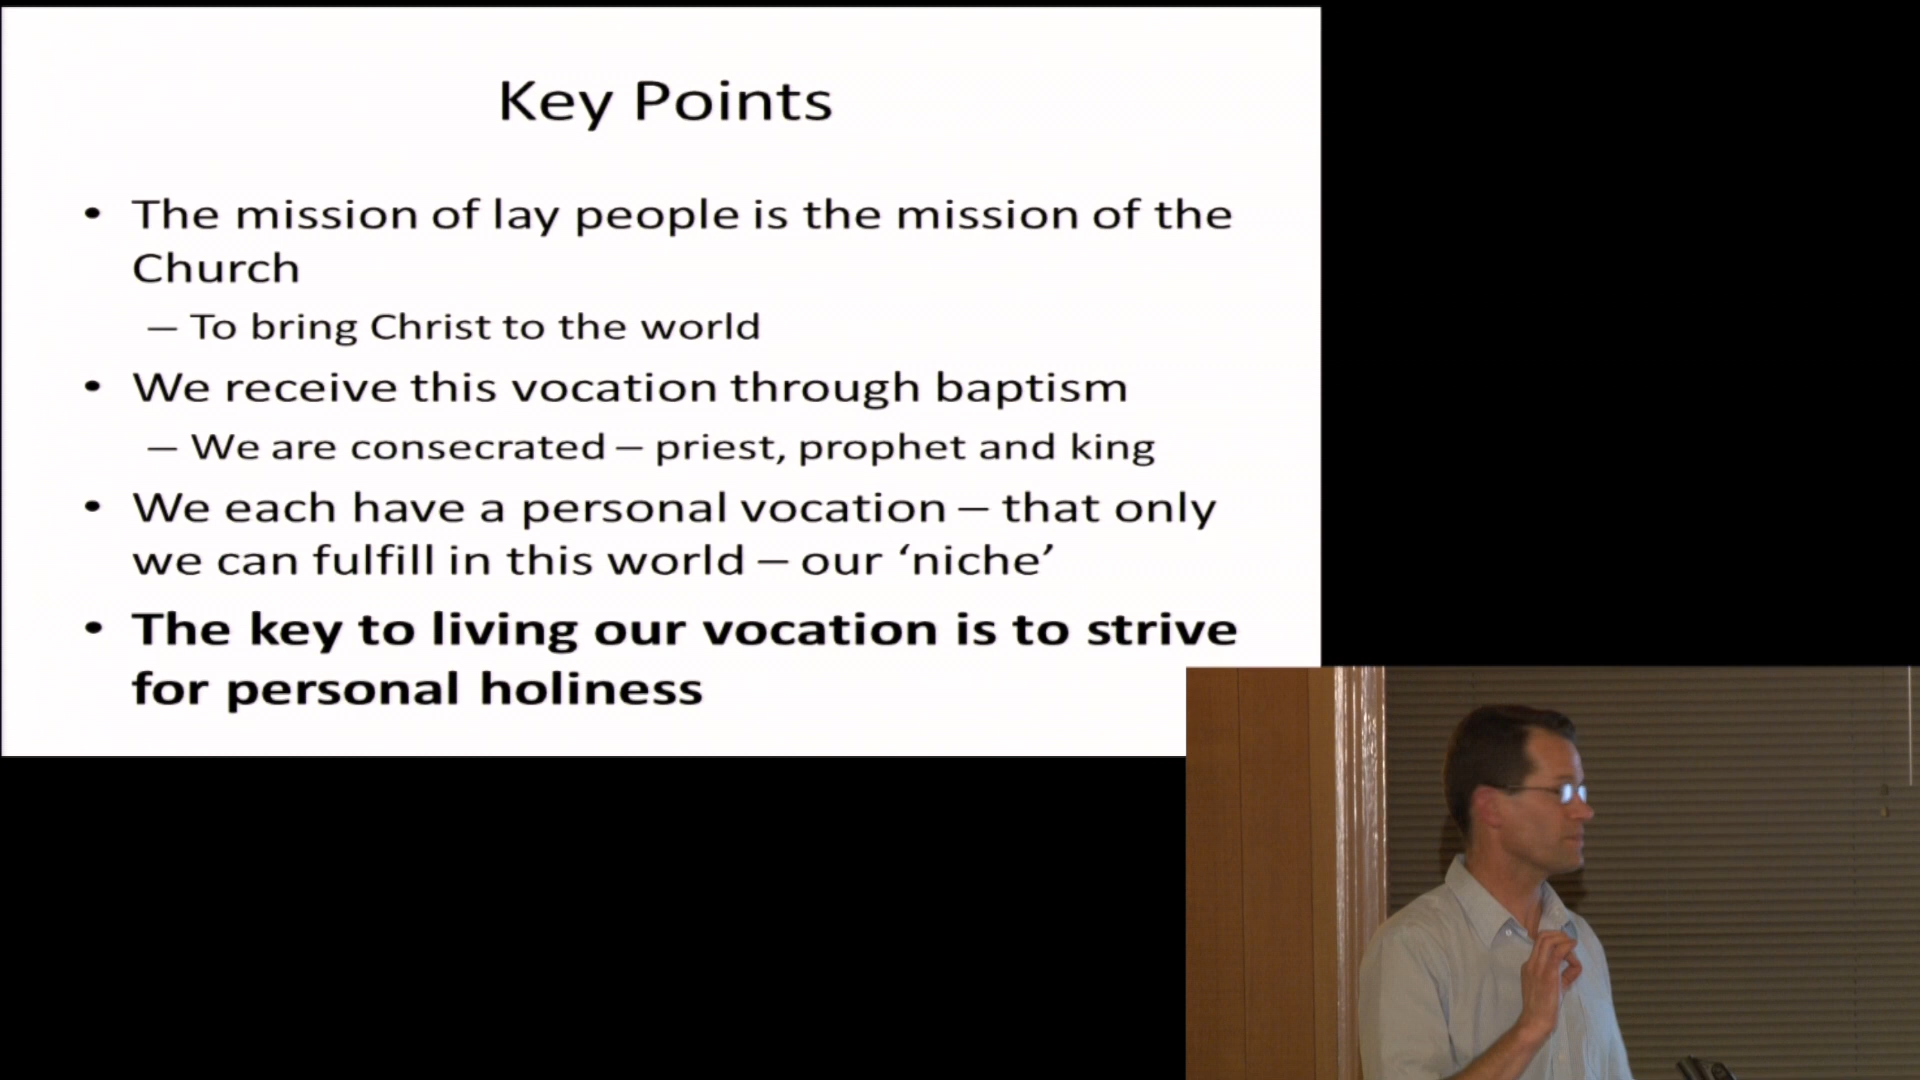 Key Points
• The mission of lay people is the mission of the
Church
– To bring Christ to the world
• We receive this vocation through baptism
– We are consecrated – priest, prophet and king
• We each have a personal vocation – that only
we can fulfill in this world – our ‘niche’
• The key to living our vocation is to strive
for personal holiness